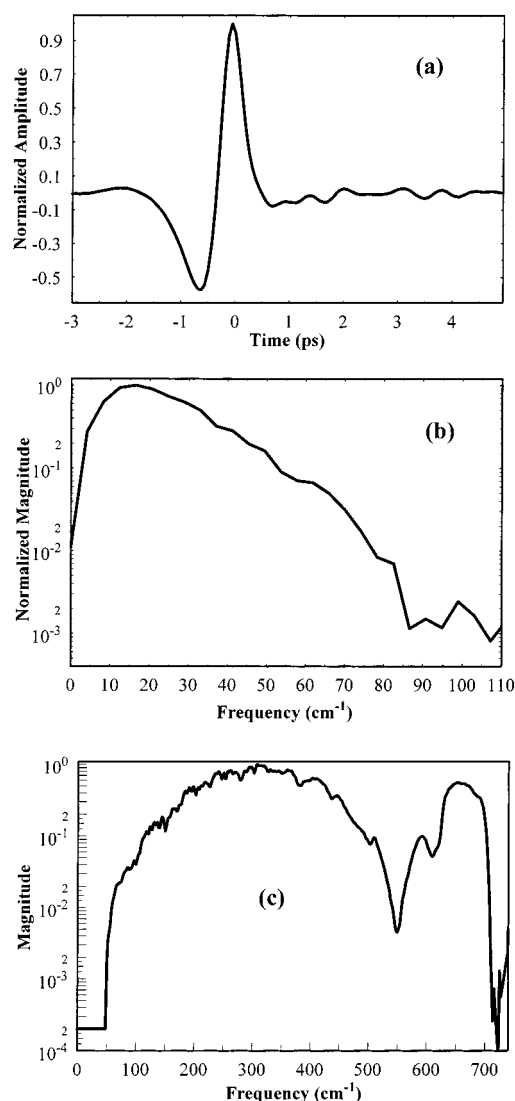 (a)
Normalized Amplitude
0.9
0.7
0.5
0.3
0.1
-0.1
-0.3
-0.5
-3 -2 -1 0 1 2 3 4
Time (ps)
(b)
Normalized Magnitude
10^0
2
10^-1
2
10^-2
2
10^-3
0 10 20 30 40 50 60 70 80 90 100 110
Frequency (cm^-1)
(c)
Magnitude
10^0
2
10^-1
2
10^-2
2
10^-3
2
10^-4
0 100 200 300 400 500 600 700
Frequency (cm^-1)